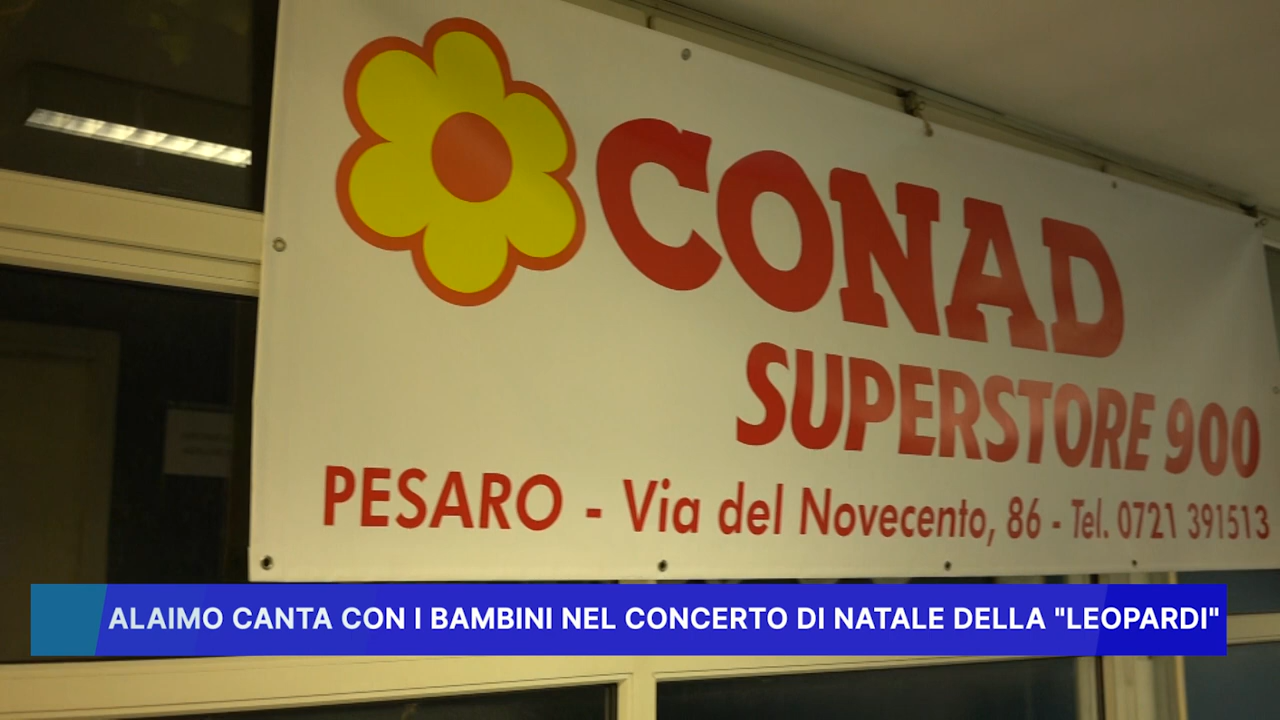 CONAD
SUPERSTORE 900
PESARO - Via del Novecento, 86 - Tel. 0721 391513
ALAIMO CANTA CON I BAMBINI NEL CONCERTO DI NATALE DELLA "LEOPARDI"